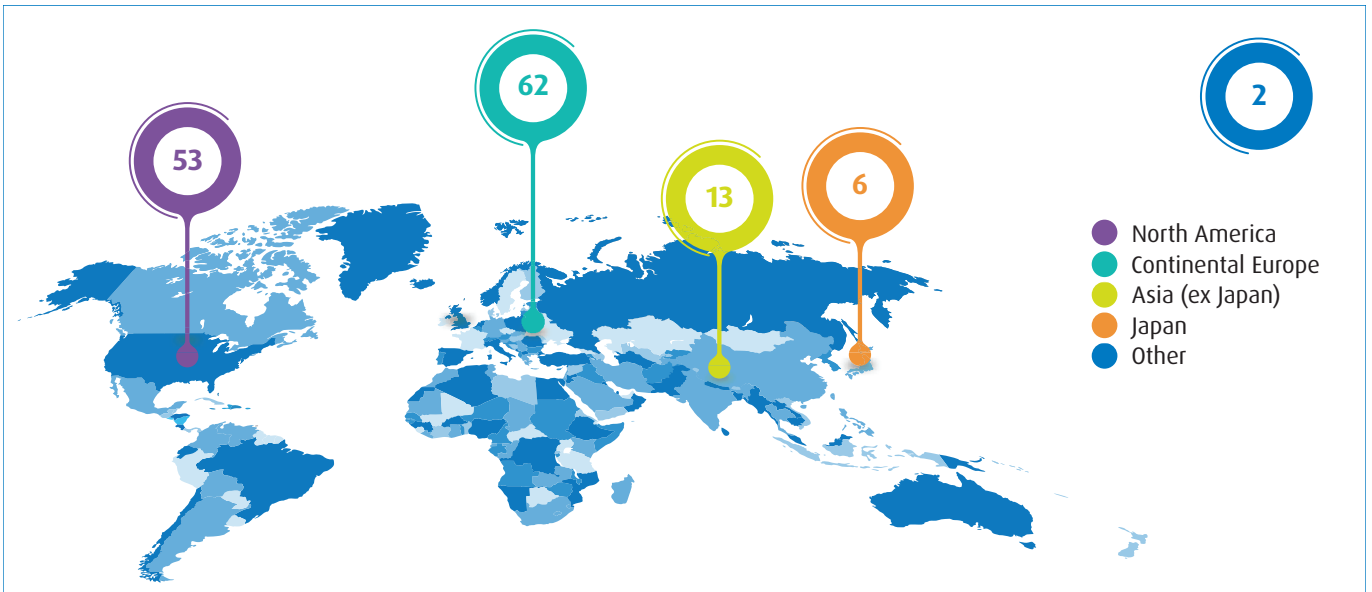 62
2
53
13
6
North America
Continental Europe
Asia (ex Japan)
Japan
Other